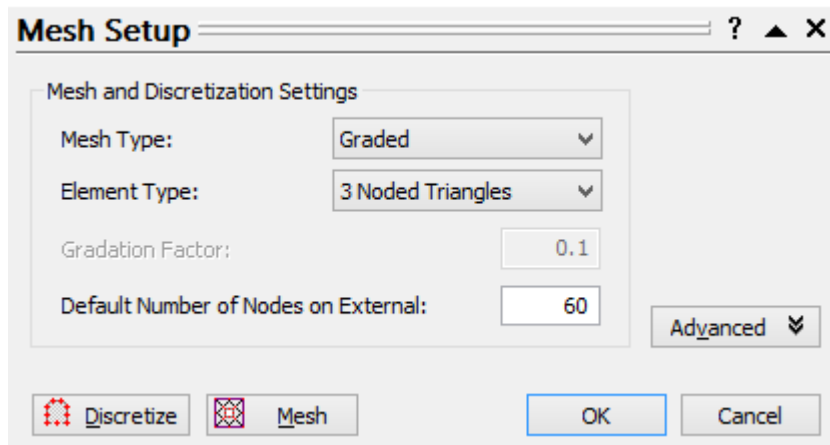 Mesh Setup ?
Mesh and Discretization Settings
Mesh Type: Graded
Element Type: 3 Noded Triangles
Gradation Factor: 0.1
Default Number of Nodes on External: 60
Advanced
Discretize Mesh OK Cancel